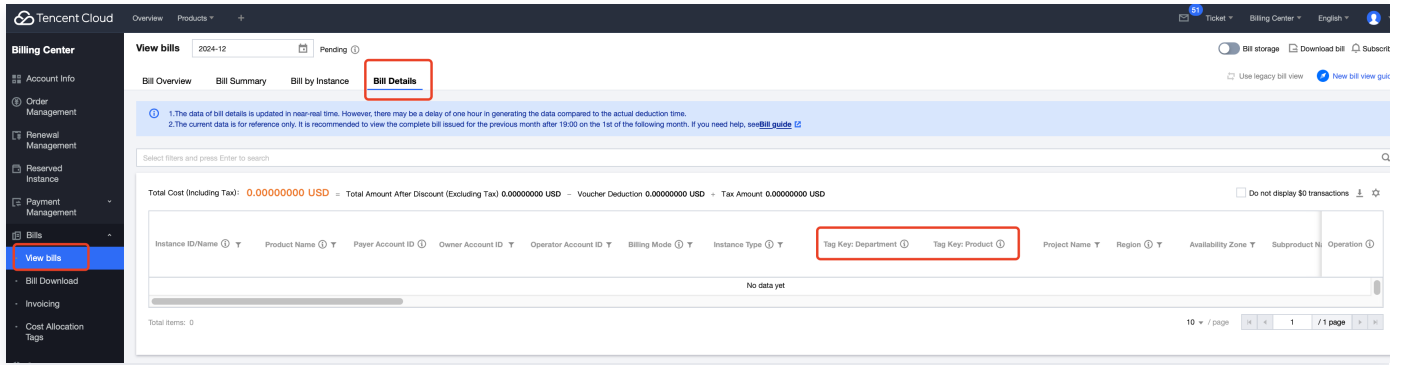 Tencent Cloud Overview Products + 51 Ticket Billing Center English
Billing Center
View bills 2024-12 Pending Bill storage Download bill Subscrib
Account Info
Bill Overview Bill Summary Bill by Instance Bill Details Use legacy bill view New bill view guid
Order
Management
1.The data of bill details is updated in near-real time. However, there may be a delay of one hour in generating the data compared to the actual deduction time.
2.The current data is for reference only. It is recommended to view the complete bill issued for the previous month after 19:00 on the 1st of the following month. If you need help, seeBill guide
Renewal
Management
Select filters and press Enter to search
Reserved
Instance
Total Cost (Including Tax): 0.00000000 USD = Total Amount After Discount (Excluding Tax) 0.00000000 USD − Voucher Deduction 0.00000000 USD + Tax Amount 0.00000000 USD Do not display $0 transactions
Payment
Management
Bills
Instance ID/Name Product Name Payer Account ID Owner Account ID Operator Account ID Billing Mode Instance Type Tag Key: Department Tag Key: Product Project Name Region Availability Zone Subproduct Na Operation
View bills
Bill Download
No data yet
Invoicing
Cost Allocation
Tags
Total items: 0 10 / page 1 / 1 page